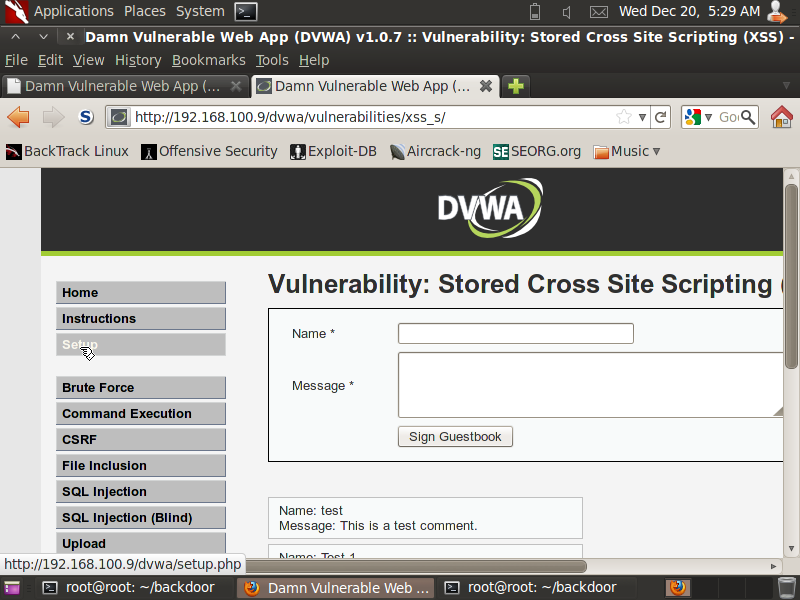 Applications Places System Wed Dec 20, 5:29 AM
Damn Vulnerable Web App (DVWA) v1.0.7 :: Vulnerability: Stored Cross Site Scripting (XSS) -
File Edit View History Bookmarks Tools Help
Damn Vulnerable Web App (... Damn Vulnerable Web App (...
S http://192.168.100.9/dvwa/vulnerabilities/xss_s/ Go
BackTrack Linux Offensive Security Exploit-DB Aircrack-ng SE SEORG.org Music
DVWA
Home
Instructions
Setup
Brute Force
Command Execution
CSRF
File Inclusion
SQL Injection
SQL Injection (Blind)
Upload
Vulnerability: Stored Cross Site Scripting (
Name *
Message *
Sign Guestbook
Name: test
Message: This is a test comment.
Name: Test 1
http://192.168.100.9/dvwa/setup.php
root@root: ~/backdoor Damn Vulnerable Web ... root@root: ~/backdoor